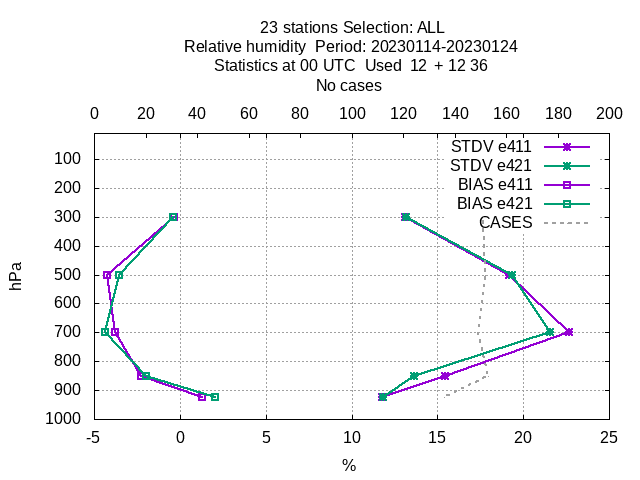 23 stations Selection: ALL
Relative humidity  Period: 20230114-20230124
Statistics at 00 UTC  Used  12  + 12 36
No cases
0 20 40 60 80 100 120 140 160 180 200
STDV e411
STDV e421
BIAS e411
BIAS e421
CASES
hPa
100
200
300
400
500
600
700
800
900
1000
-5 0 5 10 15 20 25
%